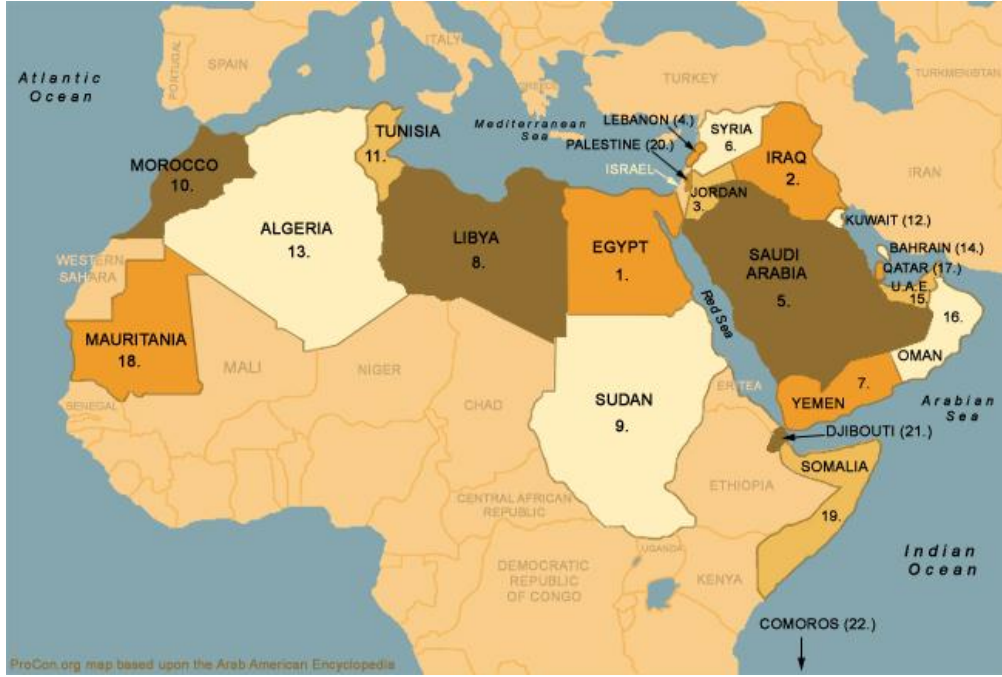 Atlantic
Ocean
PORTUGAL
SPAIN
ITALY
GREECE
TURKEY
TURKMENISTAN
Mediterranean
Sea
MOROCCO
10.
ALGERIA
13.
TUNISIA
11.
LIBYA
8.
EGYPT
1.
LEBANON (4.)
PALESTINE (20.)
ISRAEL
SYRIA
6.
JORDAN
3.
IRAQ
2.
IRAN
KUWAIT (12.)
BAHRAIN (14.)
QATAR (17.)
U.A.E.
15.
SAUDI
ARABIA
5.
16.
OMAN
7.
YEMEN
Red Sea
Arabian
Sea
WESTERN
SAHARA
MAURITANIA
18.
SENEGAL
MALI
NIGER
CHAD
SUDAN
9.
ERITEA
DJIBOUTI (21.)
ETHIOPIA
SOMALIA
19.
CENTRAL AFRICAN
REPUBLIC
DEMOCRATIC
REPUBLIC
OF CONGO
UGANDA
KENYA
Indian
Ocean
COMOROS (22.)
ProCon.org map based upon the Arab American Encyclopedia